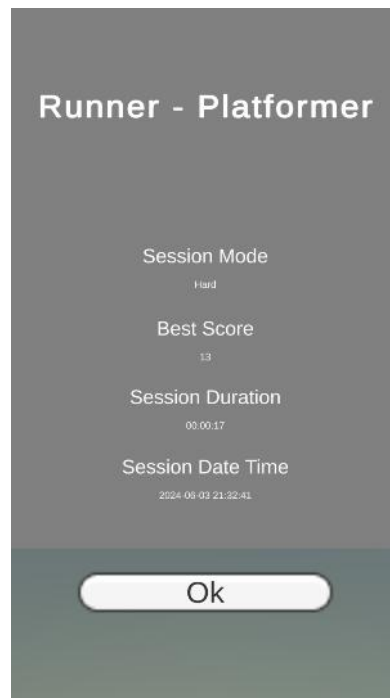 Runner - Platformer
Session Mode
Hard
Best Score
13
Session Duration
00:00:17
Session Date Time
2024-06-03 21:32:41
Ok